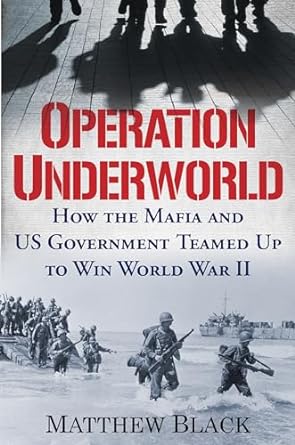 OPERATION
UNDERWORLD
HOW THE MAFIA AND
US GOVERNMENT TEAMED UP
TO WIN WORLD WAR II
MATTHEW BLACK